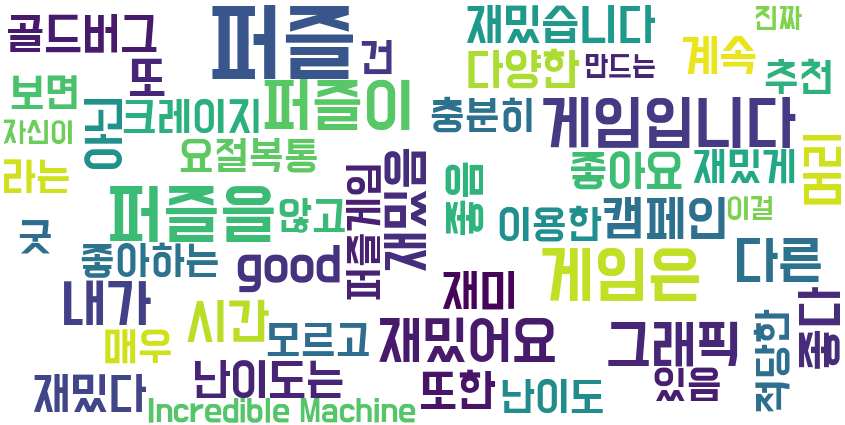 골드버그
퍼즐
재밌습니다
진짜
또
건
다양한
만드는
계속
추천
보면
공
크레이지
퍼즐이
충분히
게임입니다
자신이
요절복통
재밌음
좋음
좋아요
재밌게
머리
라는
퍼즐을
않고
퍼즐게임
이용한
캠페인
이걸
굿
좋아하는
good
게임은
다른
내가
시간
모르고
재미
그래픽
적당한
좋다
매우
재밌어요
재밌다
난이도는
또한
난이도
있음
Incredible Machine